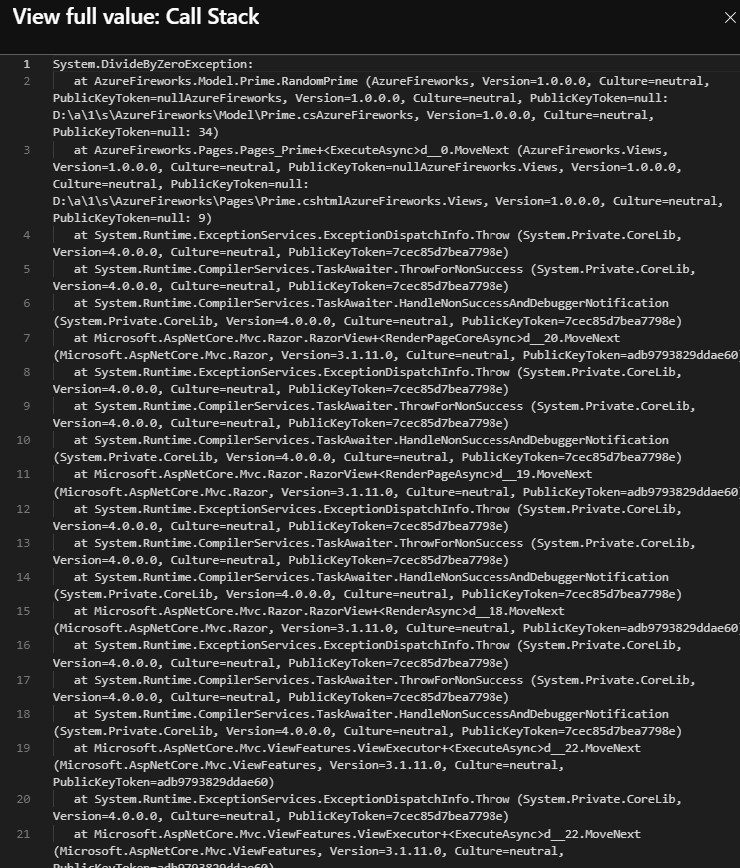 View full value: Call Stack
1 System.DivideByZeroException:
2 at AzureFireworks.Model.Prime.RandomPrime (AzureFireworks, Version=1.0.0.0, Culture=neutral,
PublicKeyToken=nullAzureFireworks, Version=1.0.0.0, Culture=neutral, PublicKeyToken=null:
D:\a\1\s\AzureFireworks\Model\Prime.csAzureFireworks, Version=1.0.0.0, Culture=neutral,
PublicKeyToken=null: 34)
3 at AzureFireworks.Pages.Pages_Prime+<ExecuteAsync>d__0.MoveNext (AzureFireworks.Views,
Version=1.0.0.0, Culture=neutral, PublicKeyToken=nullAzureFireworks.Views, Version=1.0.0.0,
Culture=neutral, PublicKeyToken=null:
D:\a\1\s\AzureFireworks\Pages\Prime.cshtmlAzureFireworks.Views, Version=1.0.0.0, Culture=neutral,
PublicKeyToken=null: 9)
4 at System.Runtime.ExceptionServices.ExceptionDispatchInfo.Throw (System.Private.CoreLib,
Version=4.0.0.0, Culture=neutral, PublicKeyToken=7cec85d7bea7798e)
5 at System.Runtime.CompilerServices.TaskAwaiter.ThrowForNonSuccess (System.Private.CoreLib,
Version=4.0.0.0, Culture=neutral, PublicKeyToken=7cec85d7bea7798e)
6 at System.Runtime.CompilerServices.TaskAwaiter.HandleNonSuccessAndDebuggerNotification
(System.Private.CoreLib, Version=4.0.0.0, Culture=neutral, PublicKeyToken=7cec85d7bea7798e)
7 at Microsoft.AspNetCore.Mvc.Razor.RazorView+<RenderPageCoreAsync>d__20.MoveNext
(Microsoft.AspNetCore.Mvc.Razor, Version=3.1.11.0, Culture=neutral, PublicKeyToken=adb9793829ddae60
8 at System.Runtime.ExceptionServices.ExceptionDispatchInfo.Throw (System.Private.CoreLib,
Version=4.0.0.0, Culture=neutral, PublicKeyToken=7cec85d7bea7798e)
9 at System.Runtime.CompilerServices.TaskAwaiter.ThrowForNonSuccess (System.Private.CoreLib,
Version=4.0.0.0, Culture=neutral, PublicKeyToken=7cec85d7bea7798e)
10 at System.Runtime.CompilerServices.TaskAwaiter.HandleNonSuccessAndDebuggerNotification
(System.Private.CoreLib, Version=4.0.0.0, Culture=neutral, PublicKeyToken=7cec85d7bea7798e)
11 at Microsoft.AspNetCore.Mvc.Razor.RazorView+<RenderPageAsync>d__19.MoveNext
(Microsoft.AspNetCore.Mvc.Razor, Version=3.1.11.0, Culture=neutral, PublicKeyToken=adb9793829ddae60
12 at System.Runtime.ExceptionServices.ExceptionDispatchInfo.Throw (System.Private.CoreLib,
Version=4.0.0.0, Culture=neutral, PublicKeyToken=7cec85d7bea7798e)
13 at System.Runtime.CompilerServices.TaskAwaiter.ThrowForNonSuccess (System.Private.CoreLib,
Version=4.0.0.0, Culture=neutral, PublicKeyToken=7cec85d7bea7798e)
14 at System.Runtime.CompilerServices.TaskAwaiter.HandleNonSuccessAndDebuggerNotification
(System.Private.CoreLib, Version=4.0.0.0, Culture=neutral, PublicKeyToken=7cec85d7bea7798e)
15 at Microsoft.AspNetCore.Mvc.Razor.RazorView+<RenderAsync>d__18.MoveNext
(Microsoft.AspNetCore.Mvc.Razor, Version=3.1.11.0, Culture=neutral, PublicKeyToken=adb9793829ddae60
16 at System.Runtime.ExceptionServices.ExceptionDispatchInfo.Throw (System.Private.CoreLib,
Version=4.0.0.0, Culture=neutral, PublicKeyToken=7cec85d7bea7798e)
17 at System.Runtime.CompilerServices.TaskAwaiter.ThrowForNonSuccess (System.Private.CoreLib,
Version=4.0.0.0, Culture=neutral, PublicKeyToken=7cec85d7bea7798e)
18 at System.Runtime.CompilerServices.TaskAwaiter.HandleNonSuccessAndDebuggerNotification
(System.Private.CoreLib, Version=4.0.0.0, Culture=neutral, PublicKeyToken=7cec85d7bea7798e)
19 at Microsoft.AspNetCore.Mvc.ViewFeatures.ViewExecutor+<ExecuteAsync>d__22.MoveNext
(Microsoft.AspNetCore.Mvc.ViewFeatures, Version=3.1.11.0, Culture=neutral,
PublicKeyToken=adb9793829ddae60)
20 at System.Runtime.ExceptionServices.ExceptionDispatchInfo.Throw (System.Private.CoreLib,
Version=4.0.0.0, Culture=neutral, PublicKeyToken=7cec85d7bea7798e)
21 at Microsoft.AspNetCore.Mvc.ViewFeatures.ViewExecutor+<ExecuteAsync>d__22.MoveNext
(Microsoft.AspNetCore.Mvc.ViewFeatures, Version=3.1.11.0, Culture=neutral,
PublicKeyToken=adb9793829ddae60)